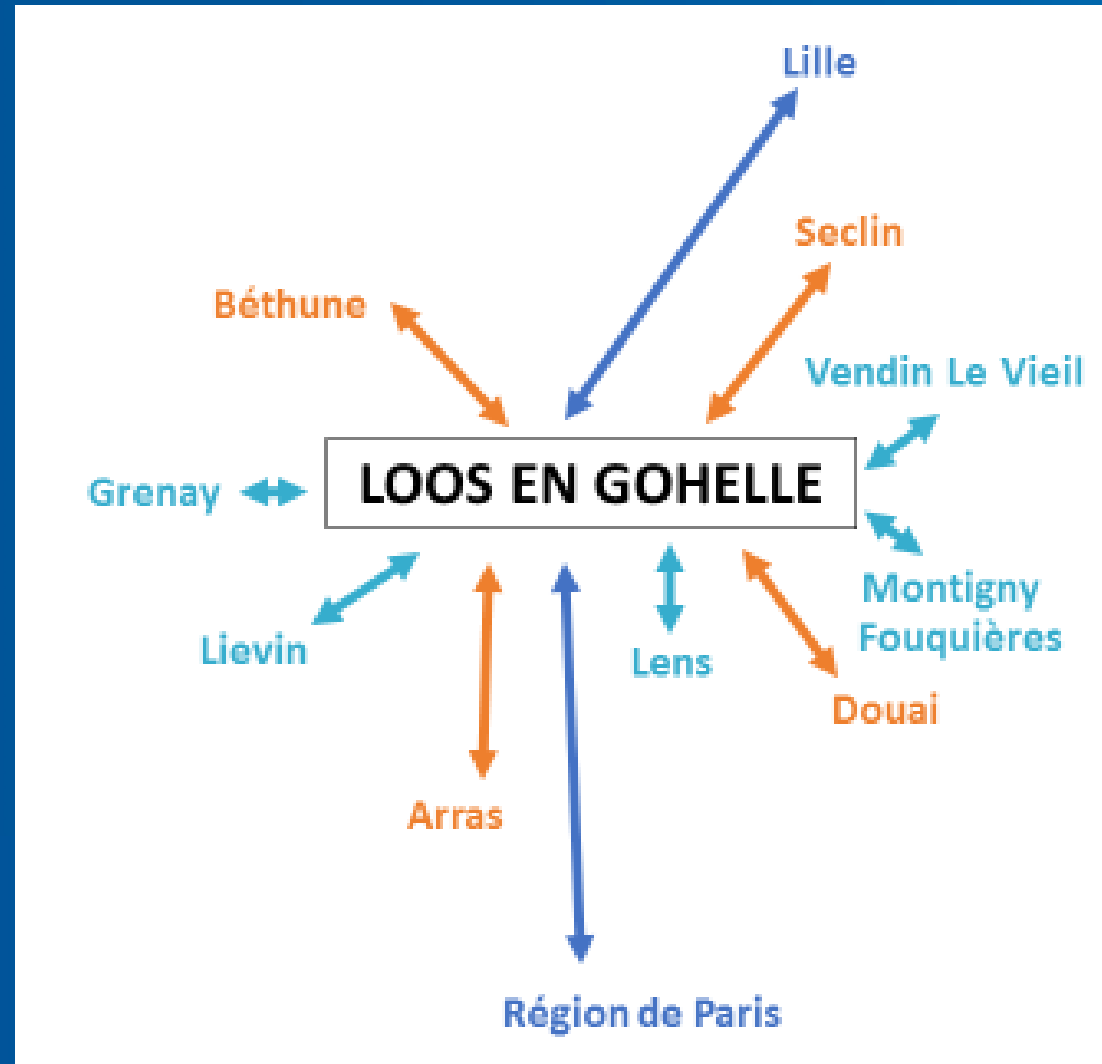 Lille
Seclin
Béthune
Vendin Le Vieil
Grenay
LOOS EN GOHELLE
Montigny
Fouquières
Lievin
Lens
Douai
Arras
Région de Paris